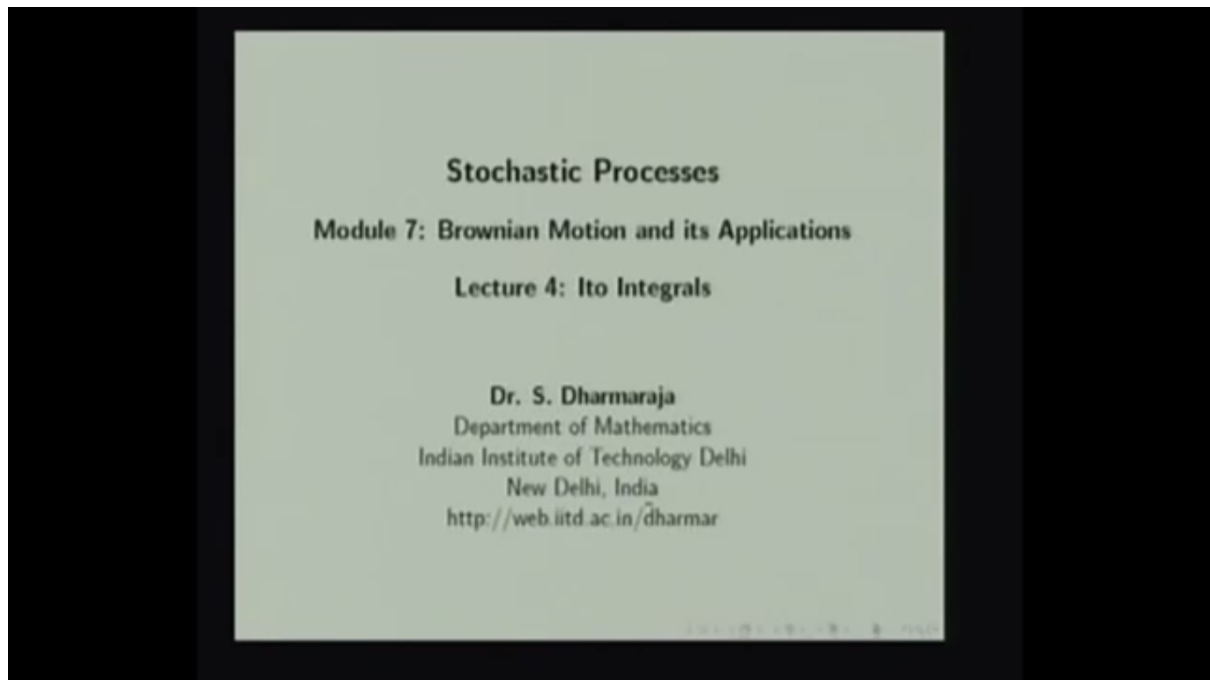 Stochastic Processes
Module 7: Brownian Motion and its Applications
Lecture 4: Ito Integrals
Dr. S. Dharmaraja
Department of Mathematics
Indian Institute of Technology Delhi
New Delhi, India
http://web.iitd.ac.in/d̃harmar